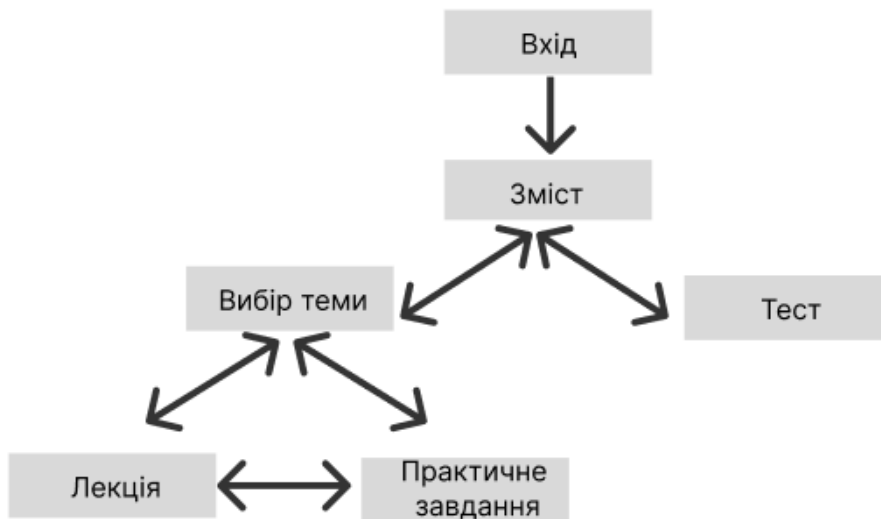 Вхід
Зміст
Вибір теми
Тест
Лекція
Практичне
завдання